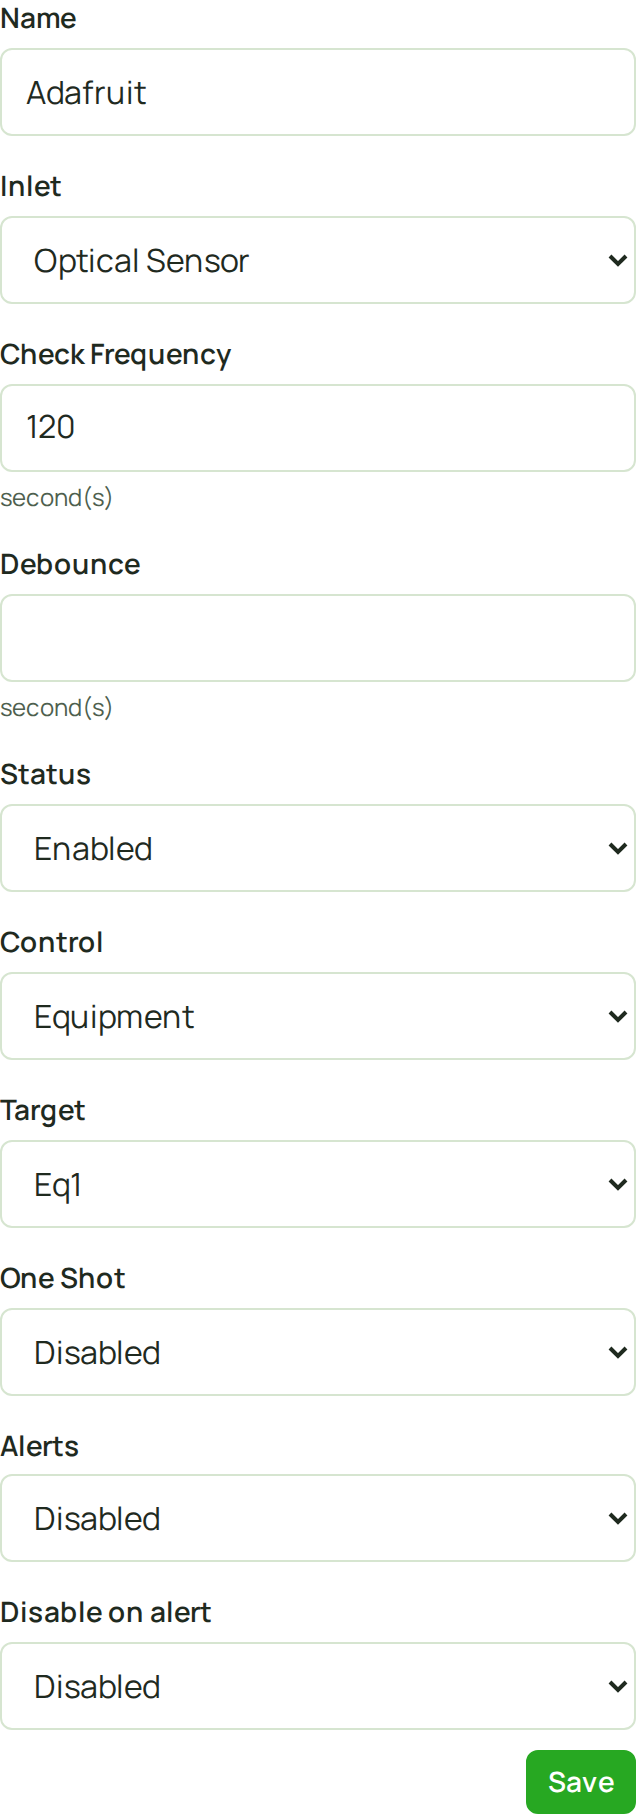 Name
Adafruit
Inlet
Optical Sensor
Check Frequency
120
second(s)
Debounce
second(s)
Status
Enabled
Control
Equipment
Target
Eq1
One Shot
Disabled
Alerts
Disabled
Disable on alert
Disabled
Save